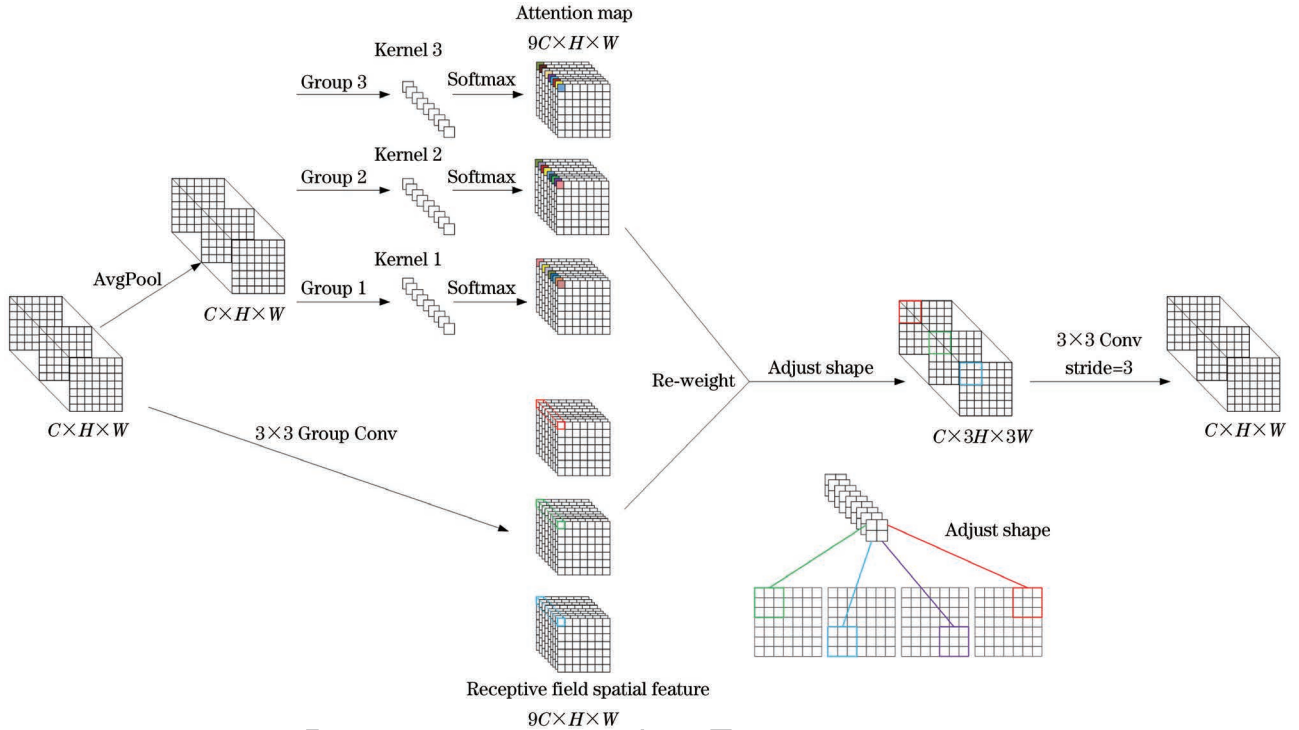 Attention map
9C×H×W
Kernel 3
Group 3
Softmax
Kernel 2
Group 2
Softmax
Kernel 1
Group 1
Softmax
AvgPool
C×H×W
C×H×W
3×3 Group Conv
Re-weight
Adjust shape
3×3 Conv
stride=3
C×3H×3W
C×H×W
Adjust shape
Receptive field spatial feature
9C×H×W